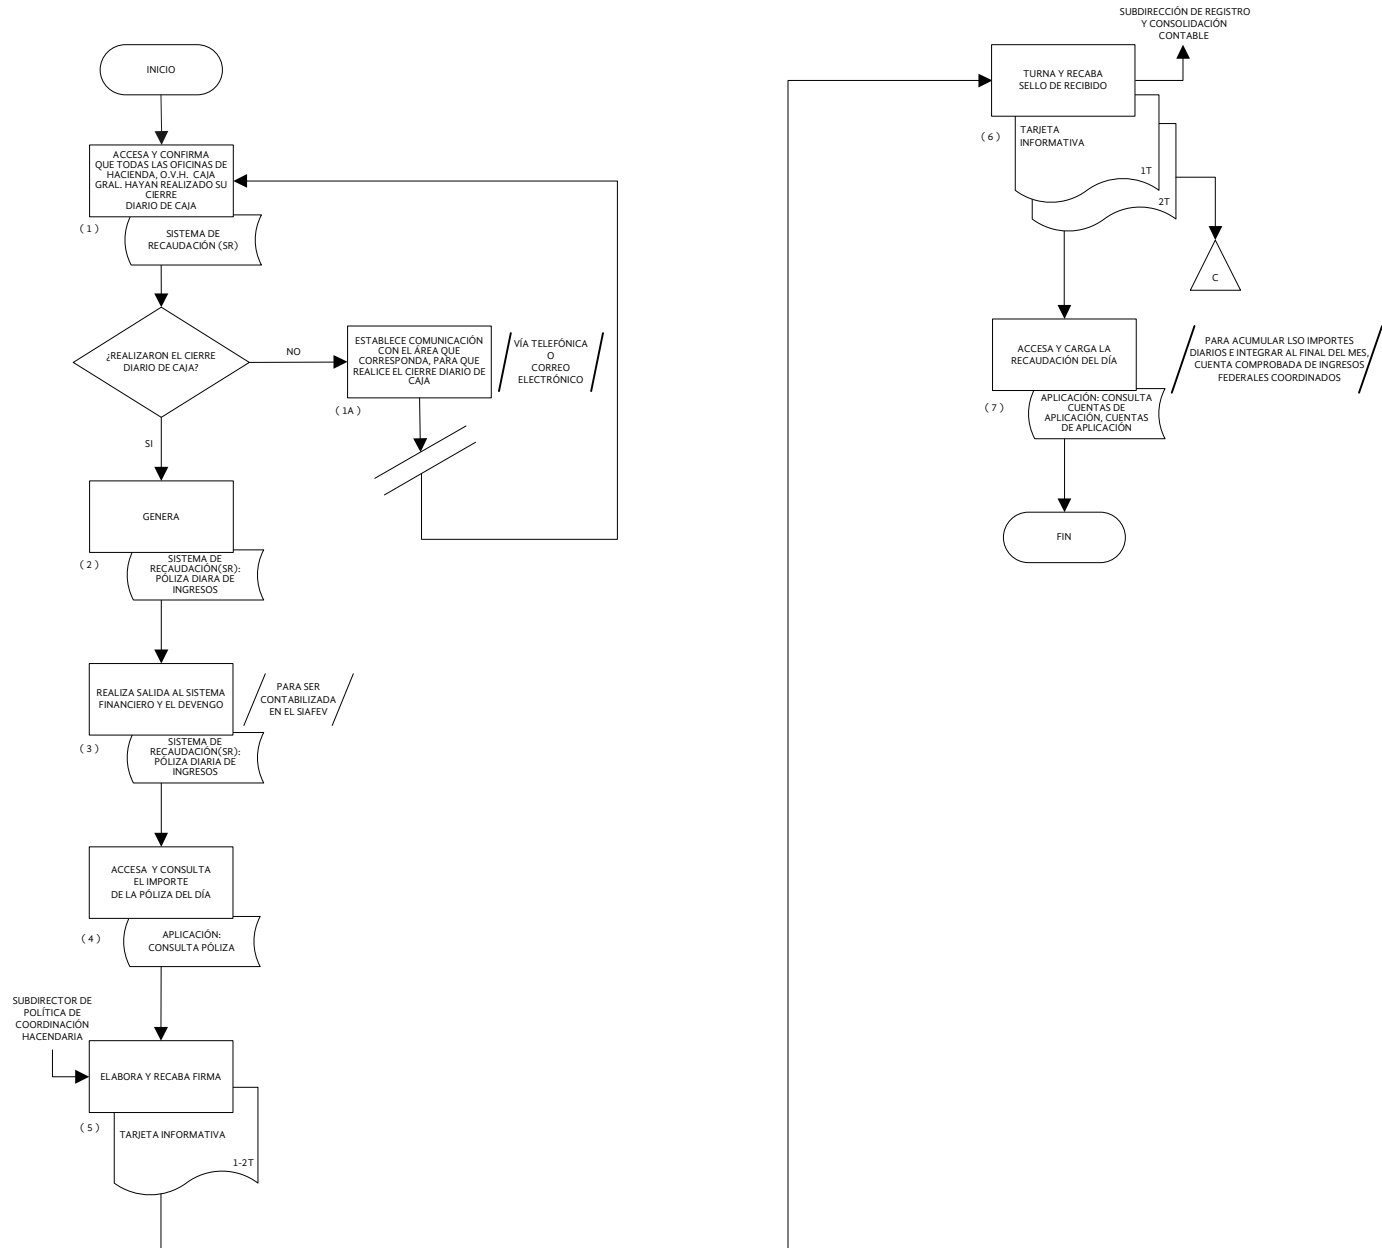 INICIO
ACCESA Y CONFIRMA
QUE TODAS LAS OFICINAS DE
HACIENDA, O.V.H. CAJA
GRAL. HAYAN REALIZADO SU
CIERRE
DIARIO DE CAJA
( 1 )
SISTEMA DE
RECAUDACIÓN (SR)
¿REALIZARON EL CIERRE
DIARIO DE CAJA?
NO
ESTABLECE COMUNICACIÓN
CON EL ÁREA QUE
CORRESPONDA, PARA QUE
REALICE EL CIERRE DIARIO DE
CAJA
( 1A )
VÍA TELEFÓNICA
O
CORREO
ELECTRÓNICO
SI
GENERA
( 2 )
SISTEMA DE
RECAUDACIÓN(SR):
PÓLIZA DIARA DE
INGRESOS
REALIZA SALIDA AL SISTEMA
FINANCIERO Y EL DEVENGO
PARA SER
CONTABILIZADA
EN EL SIAFEV
( 3 )
SISTEMA DE
RECAUDACIÓN(SR):
PÓLIZA DIARIA DE
INGRESOS
ACCESA Y CONSULTA
EL IMPORTE
DE LA PÓLIZA DEL DÍA
( 4 )
APLICACIÓN:
CONSULTA PÓLIZA
SUBDIRECTOR DE
POLÍTICA DE
COORDINACIÓN
HACENDARIA
ELABORA Y RECABA FIRMA
( 5 )
TARJETA INFORMATIVA
1-2T
SUBDIRECCIÓN DE REGISTRO
Y CONSOLIDACIÓN
CONTABLE
TURNA Y RECABA
SELLO DE RECIBIDO
( 6 )
TARJETA
INFORMATIVA
1T
2T
C
ACCESA Y CARGA LA
RECAUDACIÓN DEL DÍA
PARA ACUMULAR LSO IMPORTES
DIARIOS E INTEGRAR AL FINAL DEL MES,
CUENTA COMPROBADA DE INGRESOS
FEDERALES COORDINADOS
( 7 )
APLICACIÓN: CONSULTA
CUENTAS DE
APLICACIÓN, CUENTAS
DE APLICACIÓN
FIN